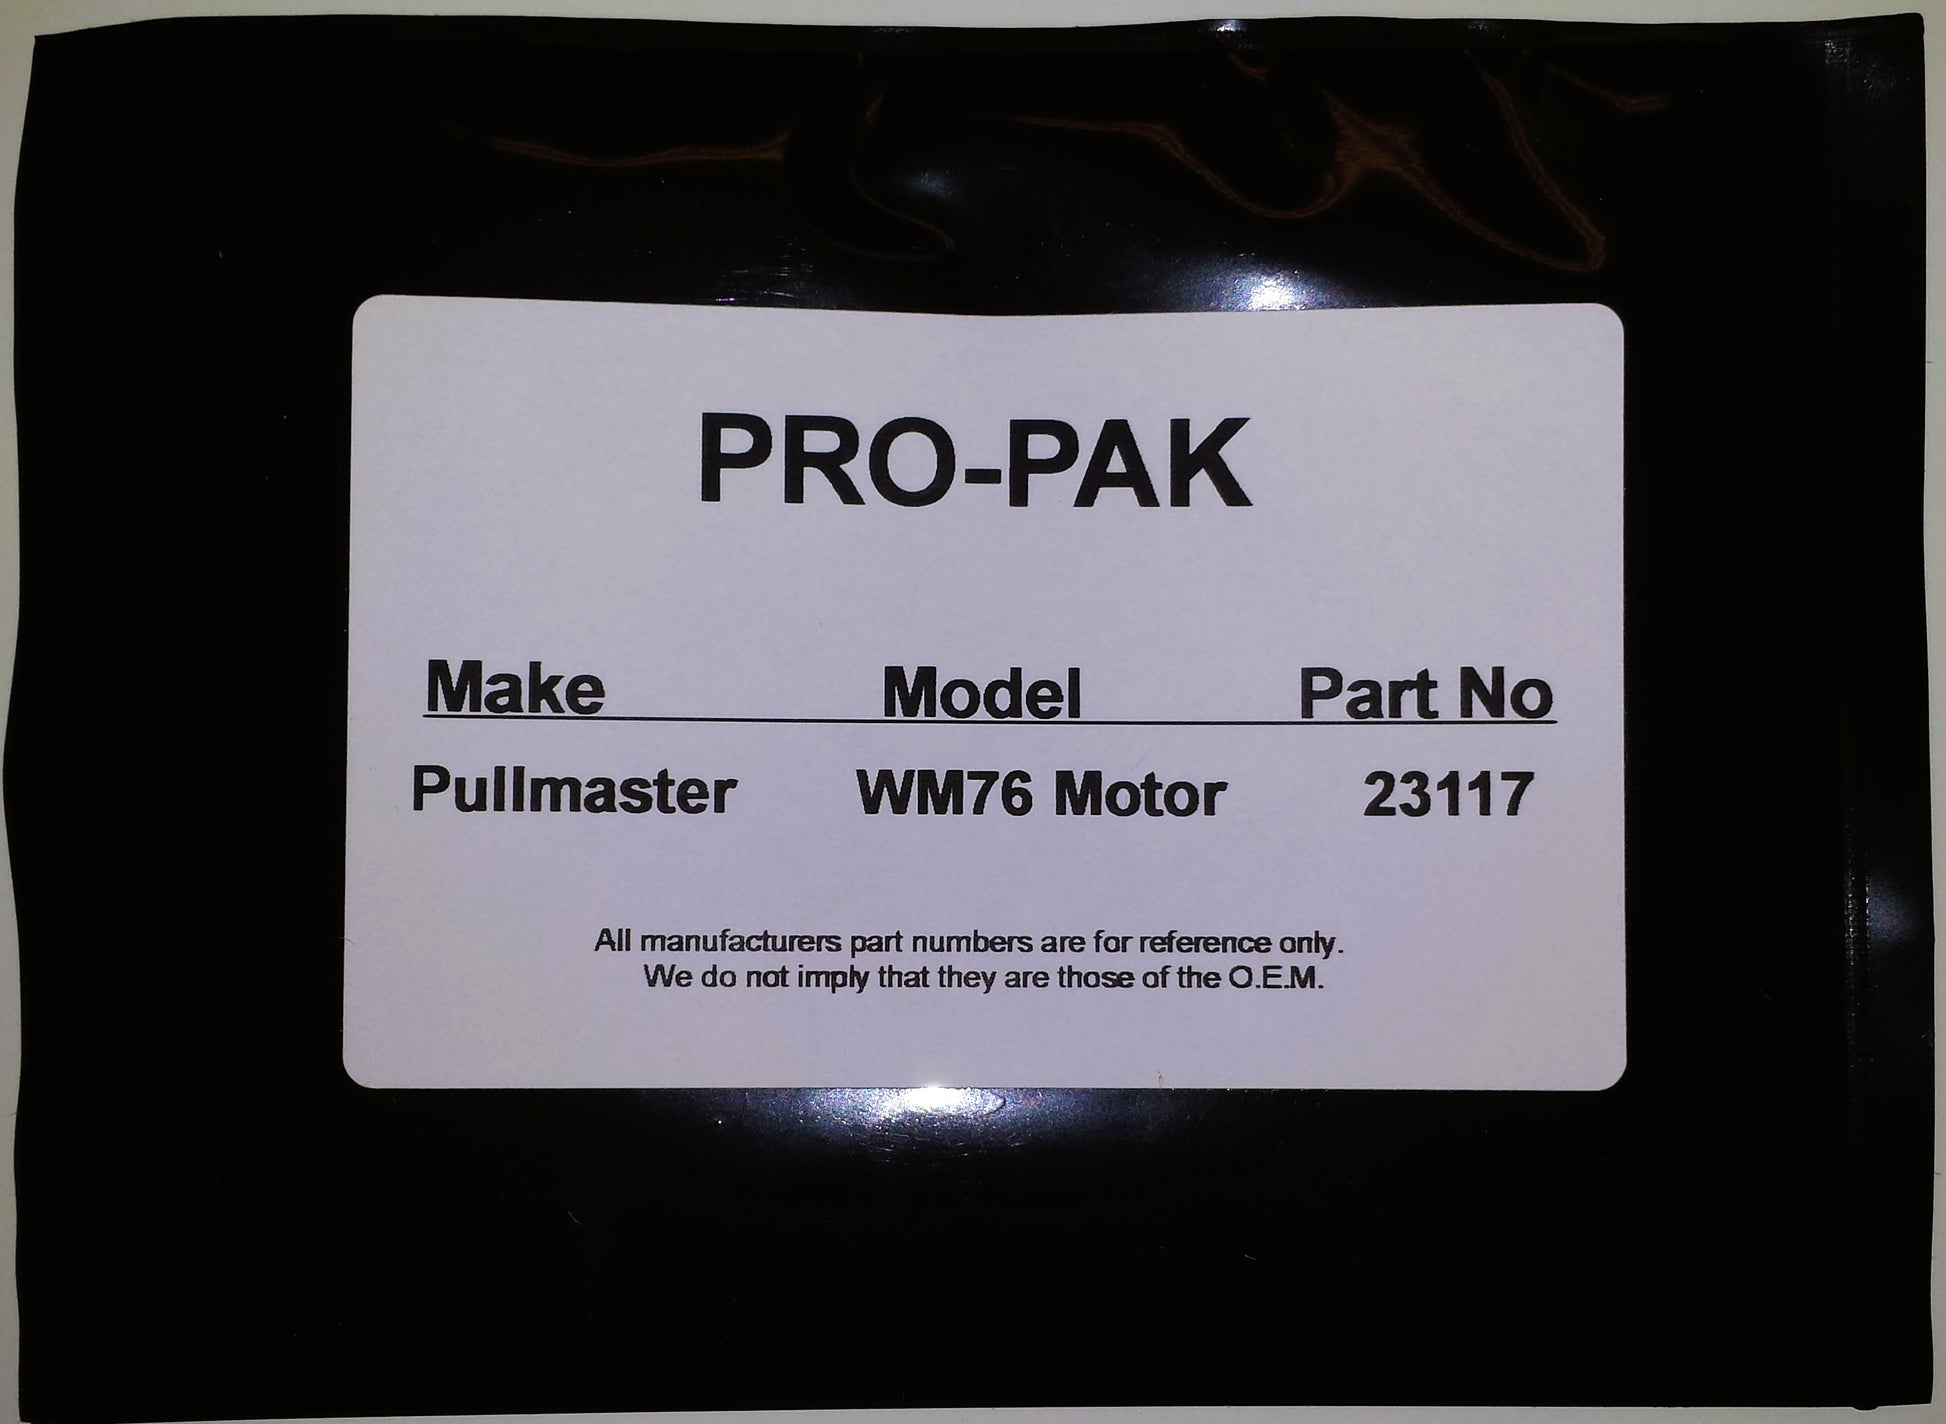 PRO-PAK
Make Model Part No
Pullmaster WM76 Motor 23117
All manufacturers part numbers are for reference only.
We do not imply that they are those of the O.E.M.